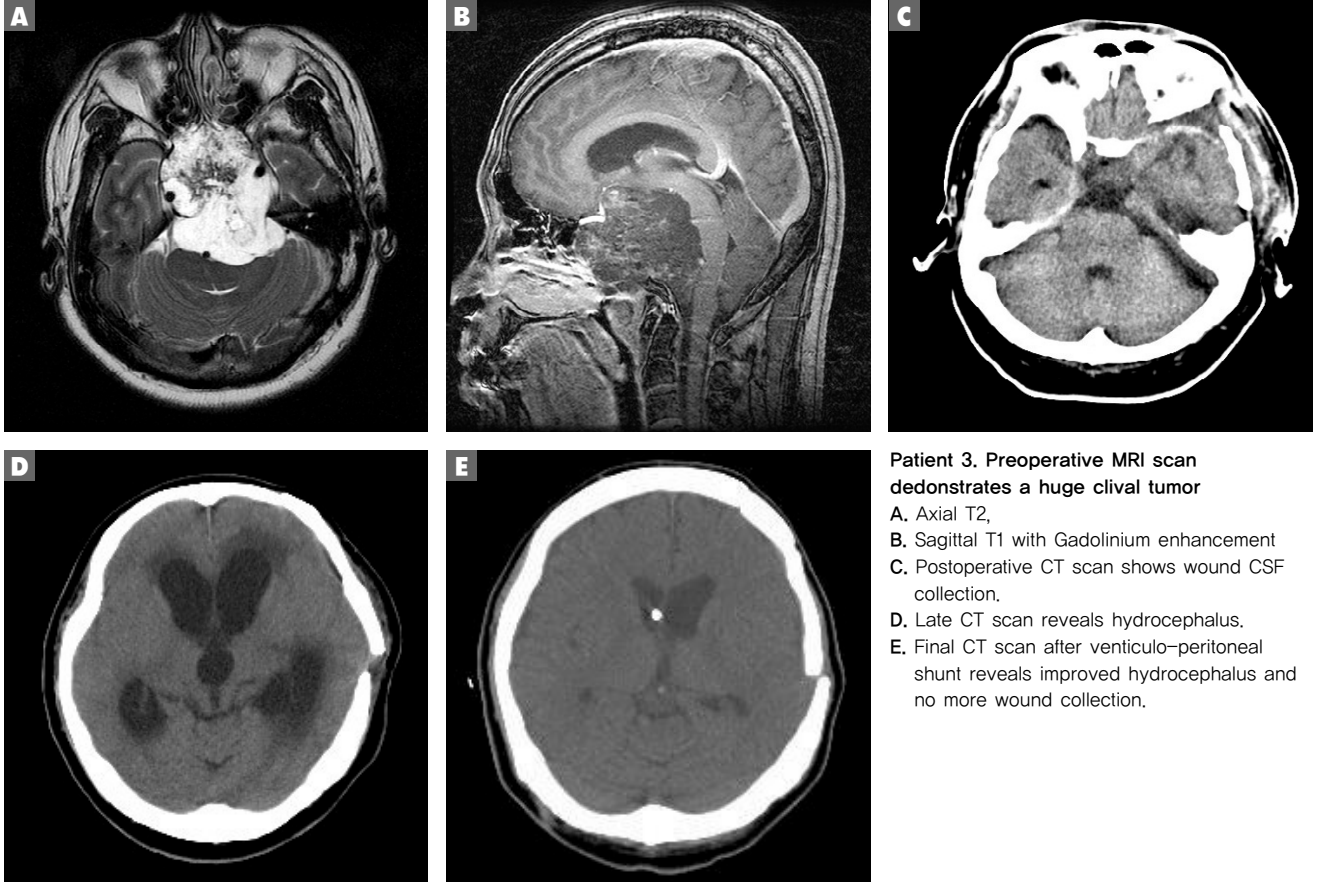 A
B
C
D
E
Patient 3. Preoperative MRI scan
dedonstrates a huge clival tumor
A. Axial T2,
B. Sagittal T1 with Gadolinium enhancement
C. Postoperative CT scan shows wound CSF
collection.
D. Late CT scan reveals hydrocephalus.
E. Final CT scan after venticulo-peritoneal
shunt reveals improved hydrocephalus and
no more wound collection.